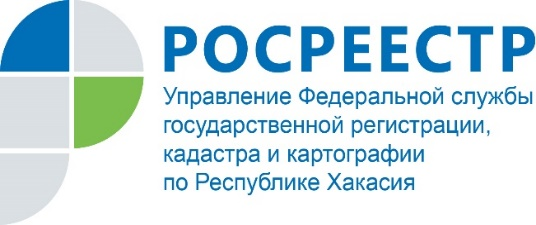 РОСРЕЕСТР
Управление Федеральной службы
государственной регистрации,
кадастра и картографии
по Республике Хакасия